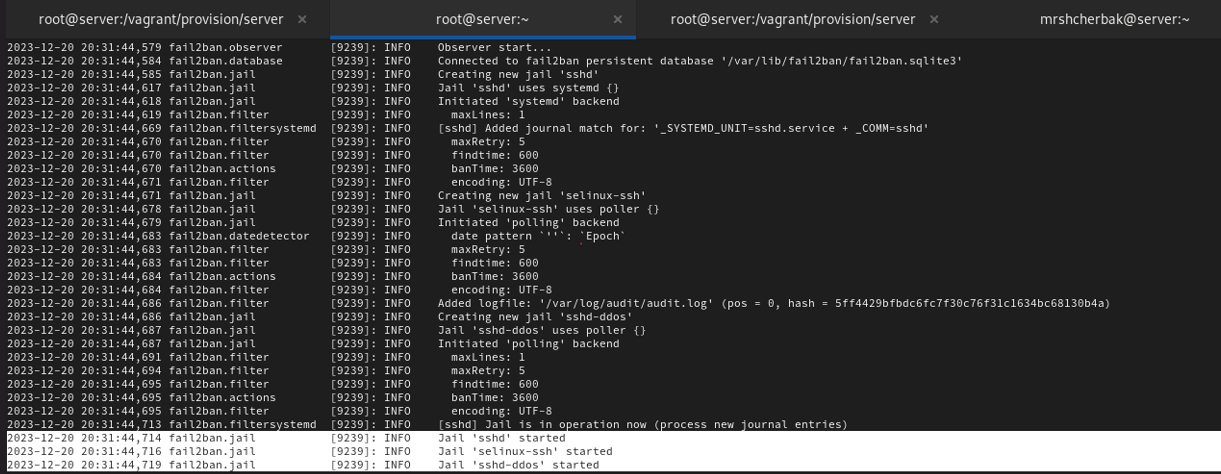 root@server:/vagrant/provision/server × root@server:~ × root@server:/vagrant/provision/server × mrshcherbak@server:~
2023-12-20 20:31:44,579 fail2ban.observer [9239]: INFO Observer start...
2023-12-20 20:31:44,584 fail2ban.database [9239]: INFO Connected to fail2ban persistent database '/var/lib/fail2ban/fail2ban.sqlite3'
2023-12-20 20:31:44,585 fail2ban.jail [9239]: INFO Creating new jail 'sshd'
2023-12-20 20:31:44,617 fail2ban.jail [9239]: INFO Jail 'sshd' uses systemd {}
2023-12-20 20:31:44,618 fail2ban.jail [9239]: INFO Initiated 'systemd' backend
2023-12-20 20:31:44,619 fail2ban.filter [9239]: INFO maxLines: 1
2023-12-20 20:31:44,669 fail2ban.filtersystemd [9239]: INFO [sshd] Added journal match for: '_SYSTEMD_UNIT=sshd.service + _COMM=sshd'
2023-12-20 20:31:44,670 fail2ban.filter [9239]: INFO maxRetry: 5
2023-12-20 20:31:44,670 fail2ban.filter [9239]: INFO findtime: 600
2023-12-20 20:31:44,670 fail2ban.actions [9239]: INFO banTime: 3600
2023-12-20 20:31:44,671 fail2ban.filter [9239]: INFO encoding: UTF-8
2023-12-20 20:31:44,671 fail2ban.jail [9239]: INFO Creating new jail 'selinux-ssh'
2023-12-20 20:31:44,678 fail2ban.jail [9239]: INFO Jail 'selinux-ssh' uses poller {}
2023-12-20 20:31:44,679 fail2ban.jail [9239]: INFO Initiated 'polling' backend
2023-12-20 20:31:44,683 fail2ban.datedetector [9239]: INFO date pattern `''`: `Epoch`
2023-12-20 20:31:44,683 fail2ban.filter [9239]: INFO maxRetry: 5
2023-12-20 20:31:44,683 fail2ban.filter [9239]: INFO findtime: 600
2023-12-20 20:31:44,684 fail2ban.actions [9239]: INFO banTime: 3600
2023-12-20 20:31:44,684 fail2ban.filter [9239]: INFO encoding: UTF-8
2023-12-20 20:31:44,686 fail2ban.filter [9239]: INFO Added logfile: '/var/log/audit/audit.log' (pos = 0, hash = 5ff4429bfbdc6fc7f30c76f31c1634bc68130b4a)
2023-12-20 20:31:44,686 fail2ban.jail [9239]: INFO Creating new jail 'sshd-ddos'
2023-12-20 20:31:44,687 fail2ban.jail [9239]: INFO Jail 'sshd-ddos' uses poller {}
2023-12-20 20:31:44,687 fail2ban.jail [9239]: INFO Initiated 'polling' backend
2023-12-20 20:31:44,691 fail2ban.filter [9239]: INFO maxLines: 1
2023-12-20 20:31:44,694 fail2ban.filter [9239]: INFO maxRetry: 5
2023-12-20 20:31:44,695 fail2ban.filter [9239]: INFO findtime: 600
2023-12-20 20:31:44,695 fail2ban.actions [9239]: INFO banTime: 3600
2023-12-20 20:31:44,695 fail2ban.filter [9239]: INFO encoding: UTF-8
2023-12-20 20:31:44,713 fail2ban.filtersystemd [9239]: INFO [sshd] Jail is in operation now (process new journal entries)
2023-12-20 20:31:44,714 fail2ban.jail [9239]: INFO Jail 'sshd' started
2023-12-20 20:31:44,716 fail2ban.jail [9239]: INFO Jail 'selinux-ssh' started
2023-12-20 20:31:44,719 fail2ban.jail [9239]: INFO Jail 'sshd-ddos' started